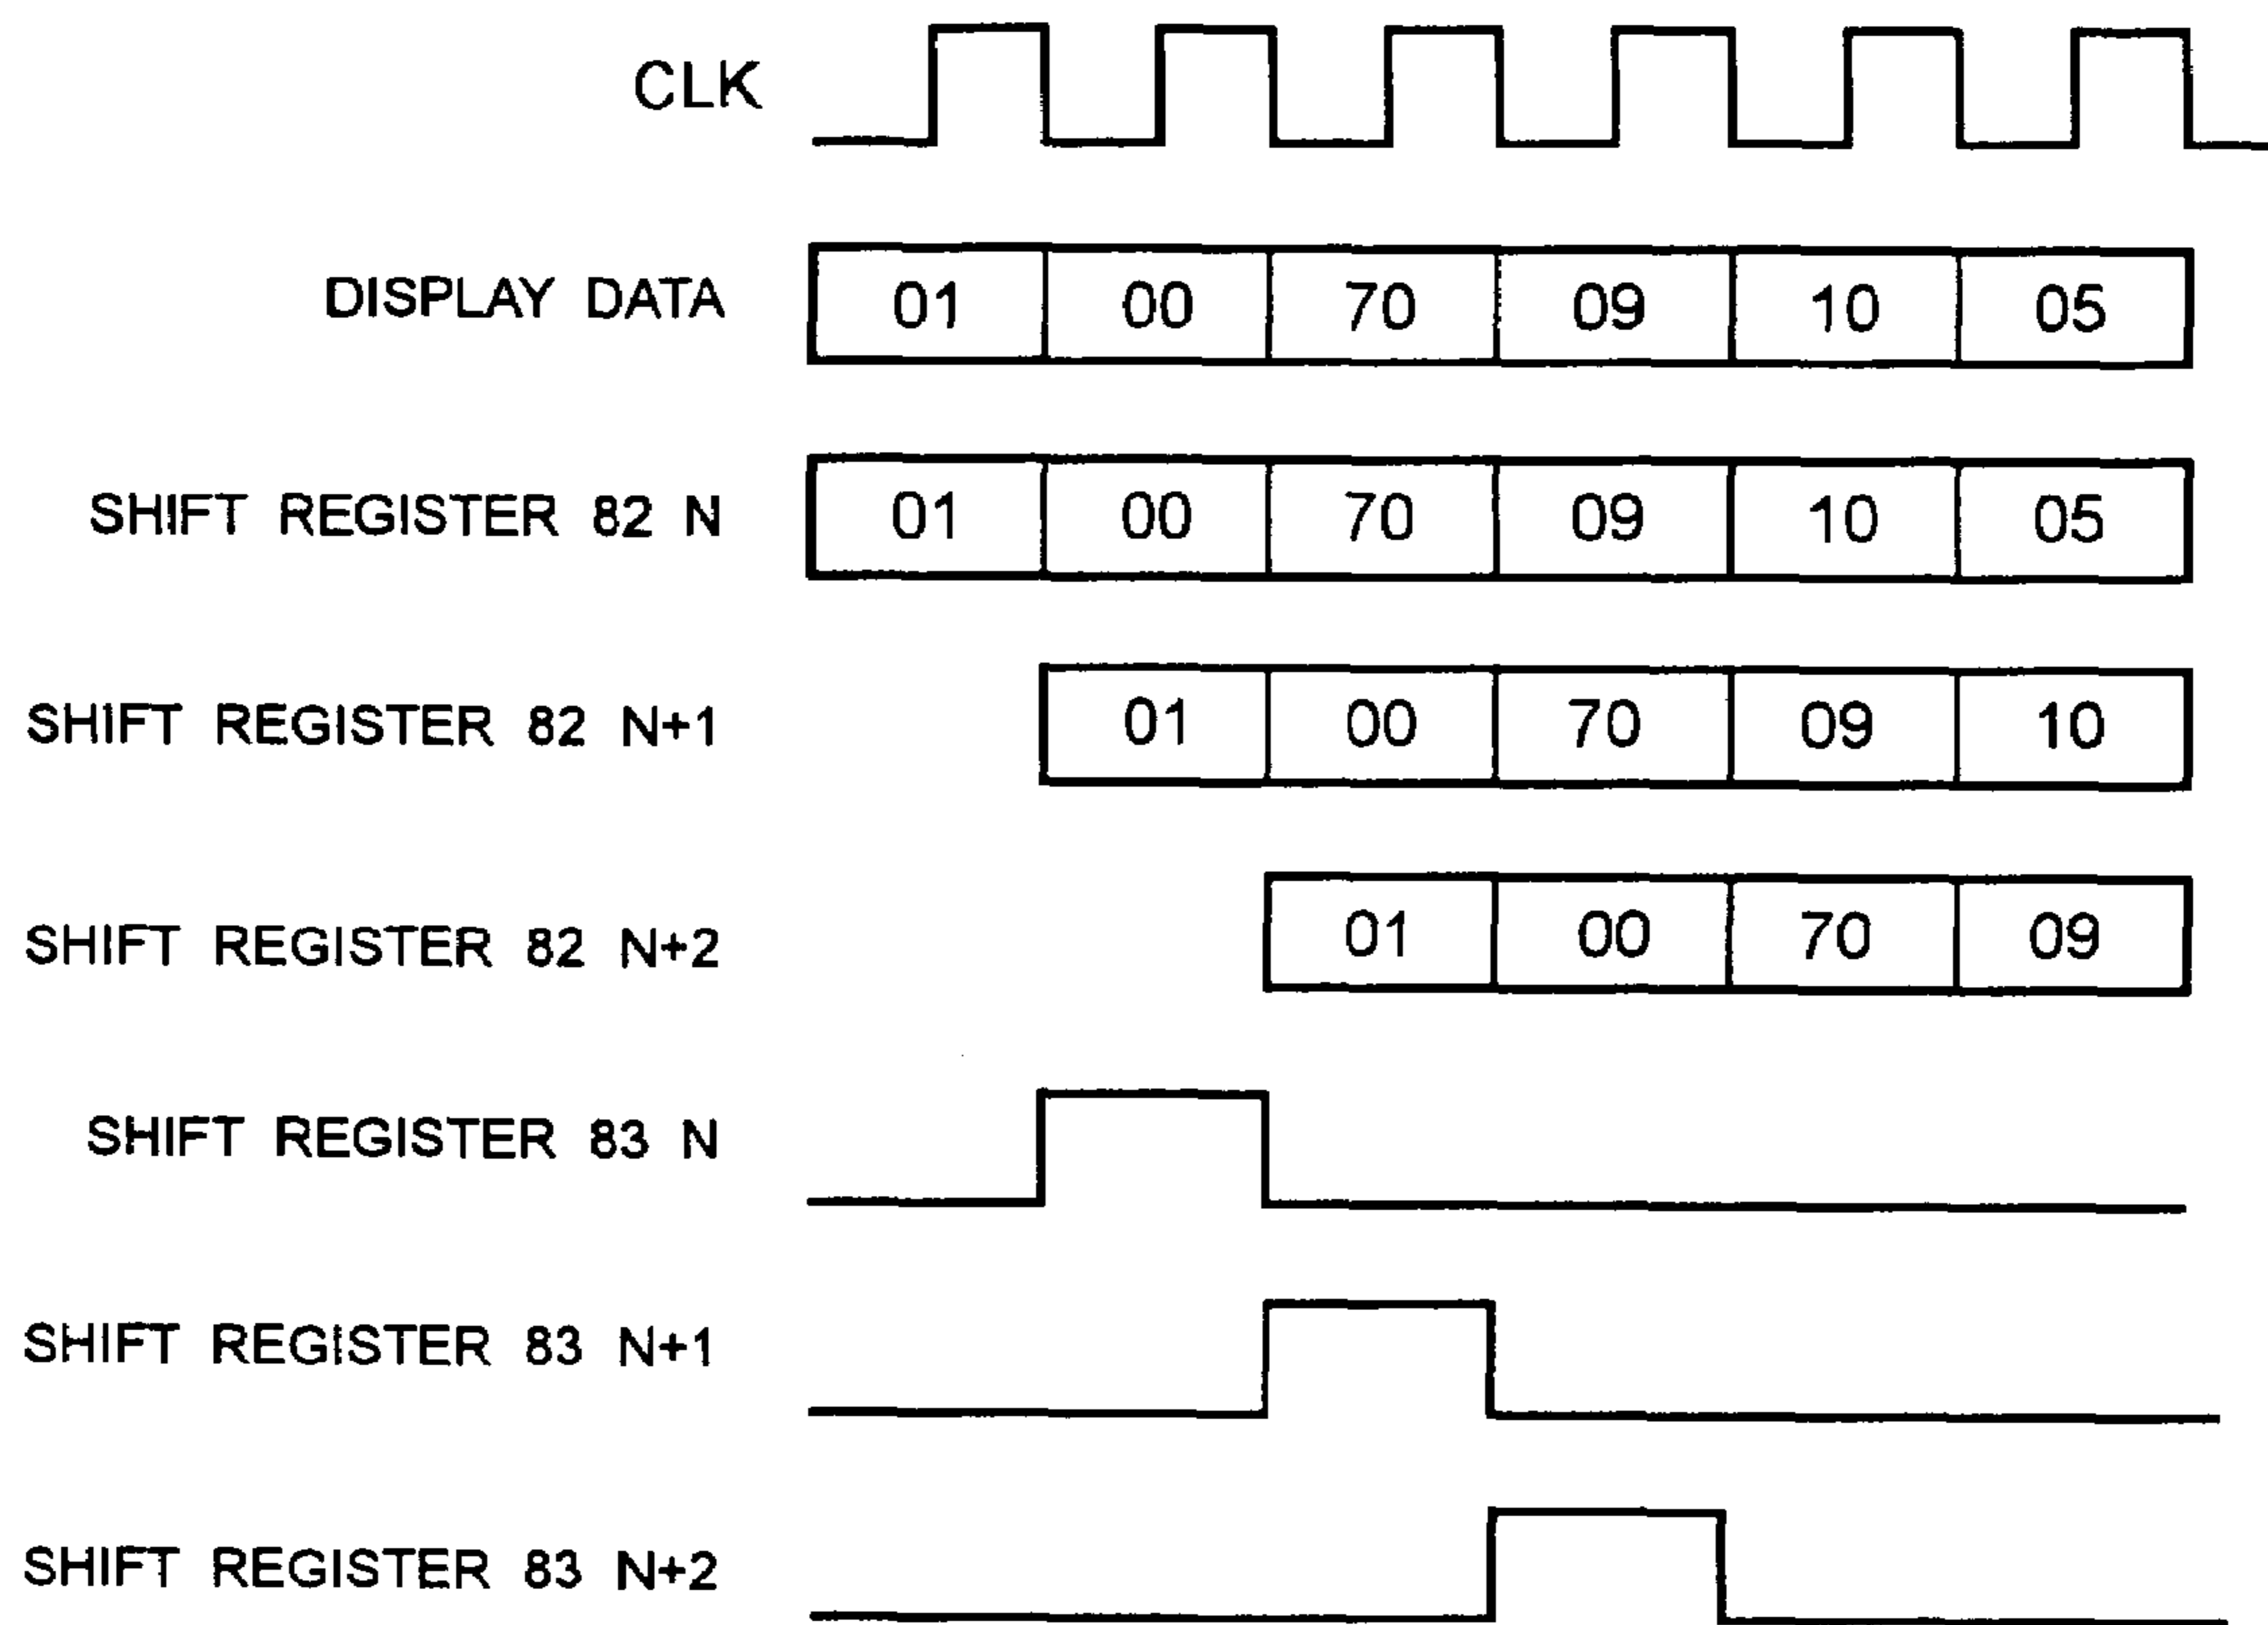 CLK
DISPLAY DATA 01 00 70 09 10 05
SHIFT REGISTER 82 N 01 00 70 09 10 05
SHIFT REGISTER 82 N+1 01 00 70 09 10
SHIFT REGISTER 82 N+2 01 00 70 09
SHIFT REGISTER 83 N
SHIFT REGISTER 83 N+1
SHIFT REGISTER 83 N+2